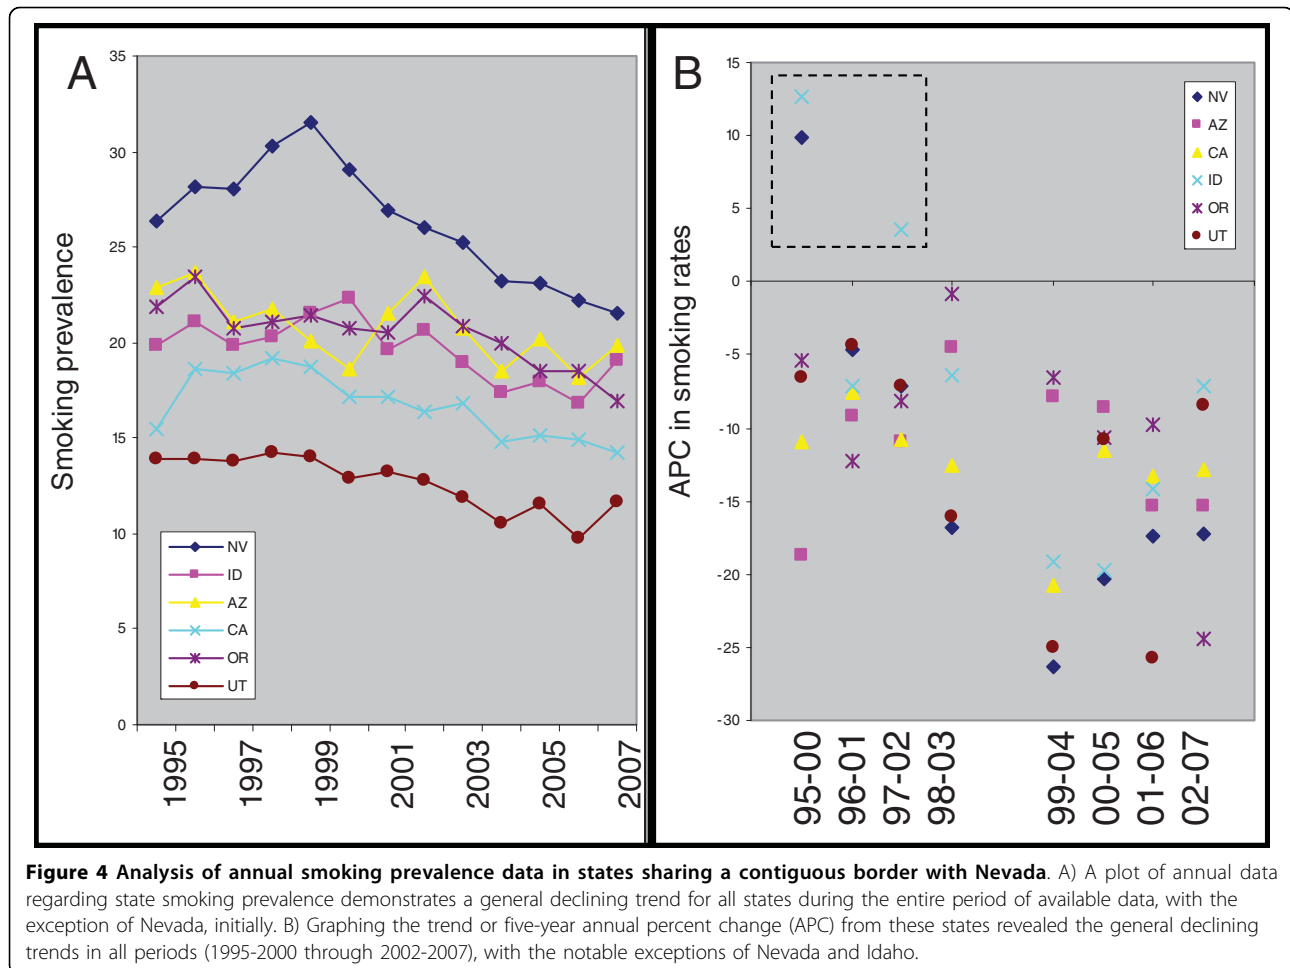 A
35
30
25
20
15
10
5
0
Smoking prevalence
NV
ID
AZ
CA
OR
UT
1995
1997
1999
2001
2003
2005
2007
B
15
10
5
0
-5
-10
-15
-20
-25
-30
APC in smoking rates
NV
AZ
CA
ID
OR
UT
95-00
96-01
97-02
98-03
99-04
00-05
01-06
02-07
Figure 4 Analysis of annual smoking prevalence data in states sharing a contiguous border with Nevada. A) A plot of annual data
regarding state smoking prevalence demonstrates a general declining trend for all states during the entire period of available data, with the
exception of Nevada, initially. B) Graphing the trend or five-year annual percent change (APC) from these states revealed the general declining
trends in all periods (1995-2000 through 2002-2007), with the notable exceptions of Nevada and Idaho.